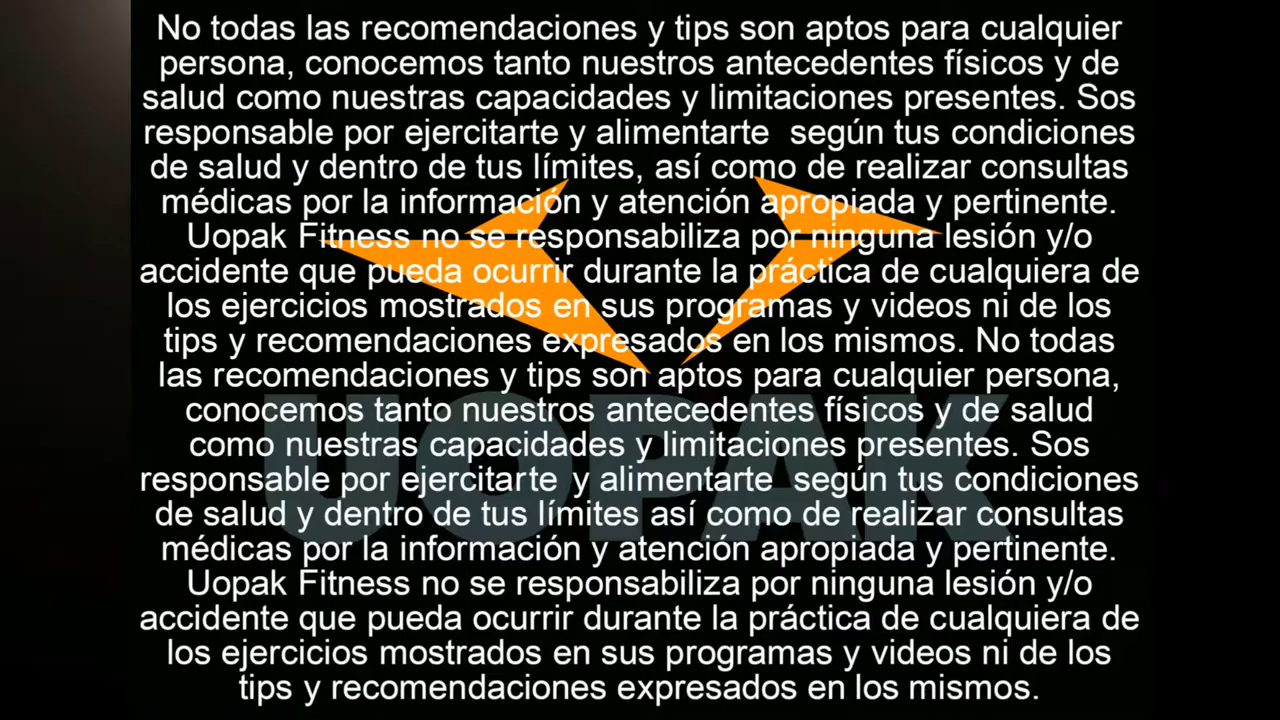 No todas las recomendaciones y tips son aptos para cualquier
persona, conocemos tanto nuestros antecedentes físicos y de
salud como nuestras capacidades y limitaciones presentes. Sos
responsable por ejercitarte y alimentarte  según tus condiciones
de salud y dentro de tus límites, así como de realizar consultas
médicas por la información y atención apropiada y pertinente.
Uopak Fitness no se responsabiliza por ninguna lesión y/o
accidente que pueda ocurrir durante la práctica de cualquiera de
los ejercicios mostrados en sus programas y videos ni de los
tips y recomendaciones expresados en los mismos. No todas
las recomendaciones y tips son aptos para cualquier persona,
conocemos tanto nuestros antecedentes físicos y de salud
como nuestras capacidades y limitaciones presentes. Sos
responsable por ejercitarte y alimentarte  según tus condiciones
de salud y dentro de tus límites así como de realizar consultas
médicas por la información y atención apropiada y pertinente.
Uopak Fitness no se responsabiliza por ninguna lesión y/o
accidente que pueda ocurrir durante la práctica de cualquiera de
los ejercicios mostrados en sus programas y videos ni de los
tips y recomendaciones expresados en los mismos.
UOPAK